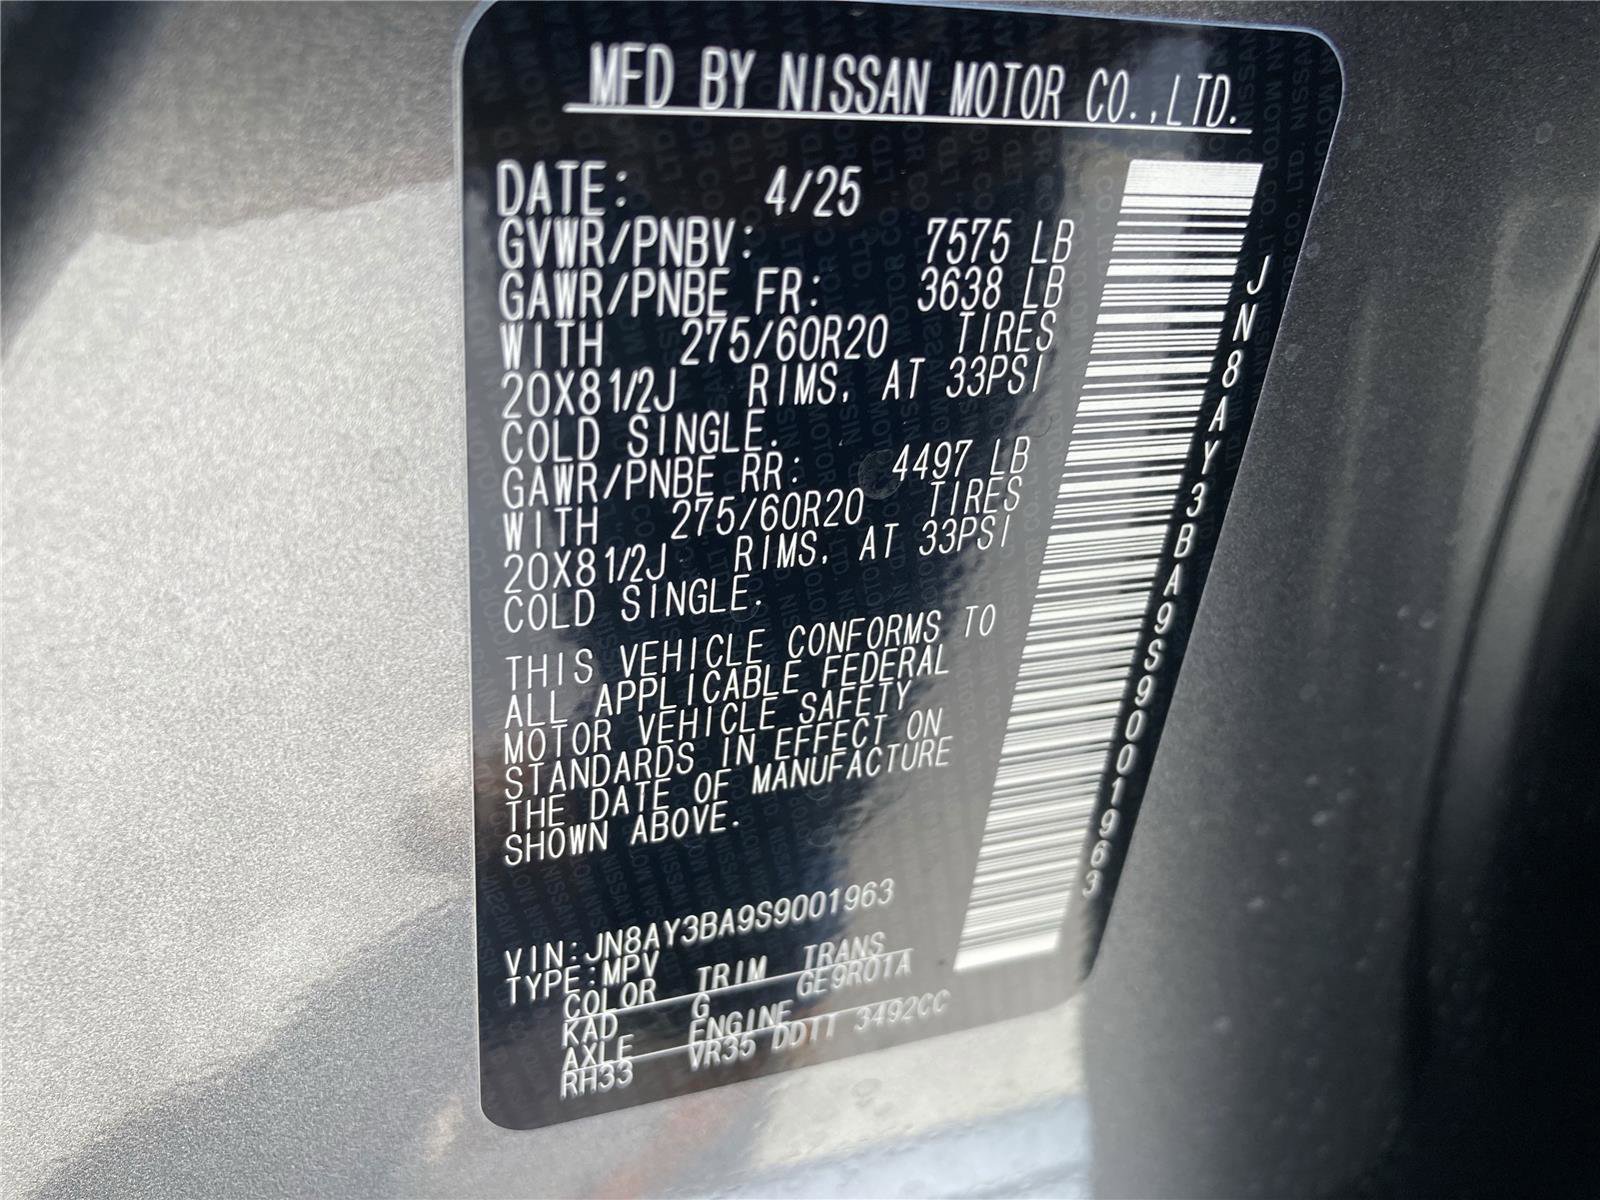 MFD BY NISSAN MOTOR CO.,LTD.
DATE: 4/25
GVWR/PNBV: 7575 LB
GAWR/PNBE FR: 3638 LB
WITH 275/60R20 TIRES
20X81/2J RIMS, AT 33PSI
COLD SINGLE.
GAWR/PNBE RR: 4497 LB
WITH 275/60R20 TIRES
20X81/2J RIMS, AT 33PSI
COLD SINGLE.
THIS VEHICLE CONFORMS TO
ALL APPLICABLE FEDERAL
MOTOR VEHICLE SAFETY
STANDARDS IN EFFECT ON
THE DATE OF MANUFACTURE
SHOWN ABOVE.
VIN:JN8AY3BA9S9001963
TYPE:MPV
COLOR TRIM TRANS
KAD G GE9R01A
AXLE ENGINE
RH33 VR35 DDTT 3492CC
JN8AY3BA9S9001963